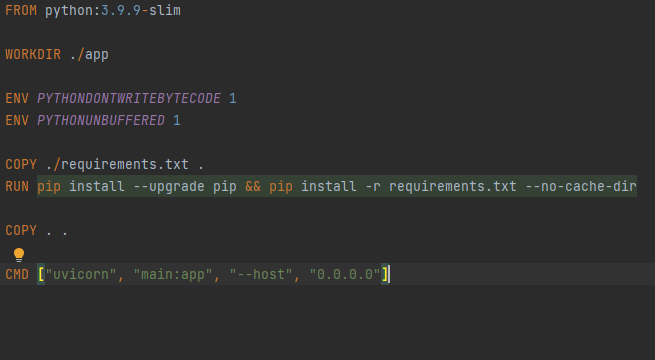 FROM python:3.9.9-slim
WORKDIR ./app
ENV PYTHONDONTWRITEBYTECODE 1
ENV PYTHONUNBUFFERED 1
COPY ./requirements.txt .
RUN pip install --upgrade pip && pip install -r requirements.txt --no-cache-dir
COPY . .
CMD ["uvicorn", "main:app", "--host", "0.0.0.0"]